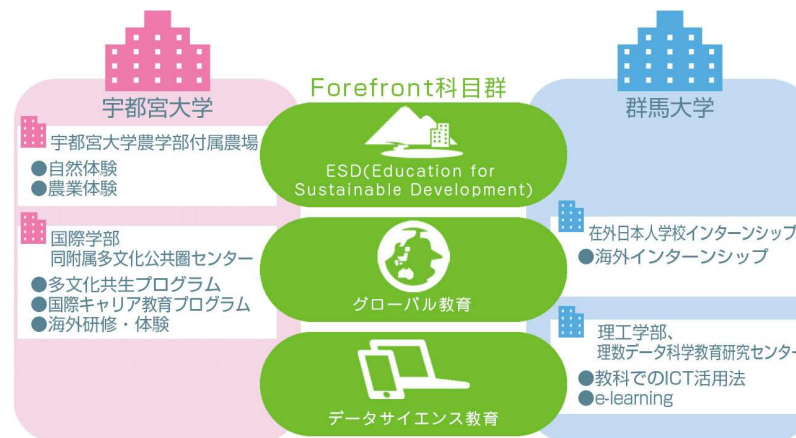 宇都宮大学
宇都宮大学農学部付属農場
●自然体験
●農業体験
国際学部
同附属多文化公共圏センター
●多文化共生プログラム
●国際キャリア教育プログラム
●海外研修・体験
Forefront科目群
ESD(Education for
Sustainable Development)
グローバル教育
データサイエンス教育
群馬大学
在外日本人学校インターンシップ
●海外インターンシップ
理工学部、
理数データ科学教育研究センター
●教科でのICT活用法
●e-learning